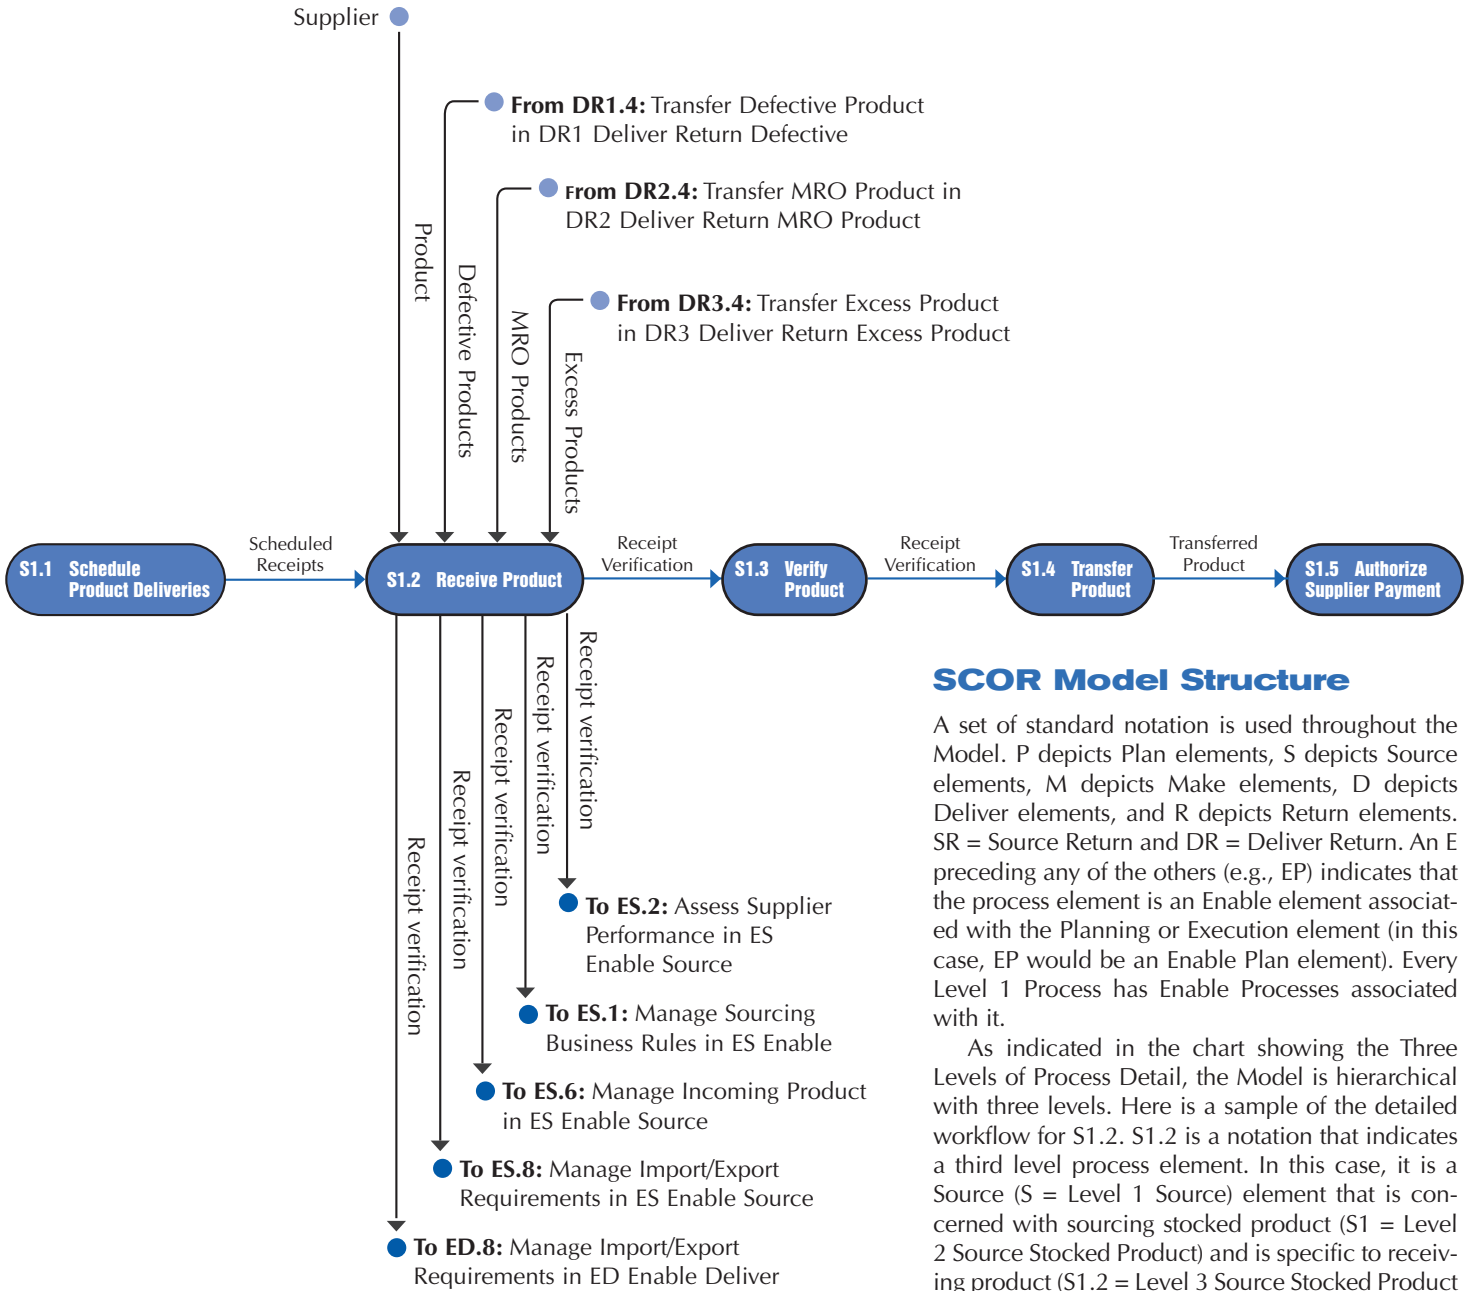 Supplier
From DR1.4: Transfer Defective Product
in DR1 Deliver Return Defective
From DR2.4: Transfer MRO Product in
DR2 Deliver Return MRO Product
From DR3.4: Transfer Excess Product
in DR3 Deliver Return Excess Product
Product
Defective Products
MRO Products
Excess Products
S1.1 Schedule
Product Deliveries
Scheduled
Receipts
S1.2 Receive Product
Receipt
Verification
S1.3 Verify
Product
Receipt
Verification
S1.4 Transfer
Product
Transferred
Product
S1.5 Authorize
Supplier Payment
Receipt verification
Receipt verification
Receipt verification
Receipt verification
Receipt verification
To ES.2: Assess Supplier
Performance in ES
Enable Source
To ES.1: Manage Sourcing
Business Rules in ES Enable
To ES.6: Manage Incoming Product
in ES Enable Source
To ES.8: Manage Import/Export
Requirements in ES Enable Source
To ED.8: Manage Import/Export
Requirements in ED Enable Deliver
SCOR Model Structure
A set of standard notation is used throughout the
Model. P depicts Plan elements, S depicts Source
elements, M depicts Make elements, D depicts
Deliver elements, and R depicts Return elements.
SR = Source Return and DR = Deliver Return. An E
preceding any of the others (e.g., EP) indicates that
the process element is an Enable element associat-
ed with the Planning or Execution element (in this
case, EP would be an Enable Plan element). Every
Level 1 Process has Enable Processes associated
with it.
As indicated in the chart showing the Three
Levels of Process Detail, the Model is hierarchical
with three levels. Here is a sample of the detailed
workflow for S1.2. S1.2 is a notation that indicates
a third level process element. In this case, it is a
Source (S = Level 1 Source) element that is con-
cerned with sourcing stocked product (S1 = Level
2 Source Stocked Product) and is specific to receiv-
ing product (S1.2 = Level 3 Source Stocked Product